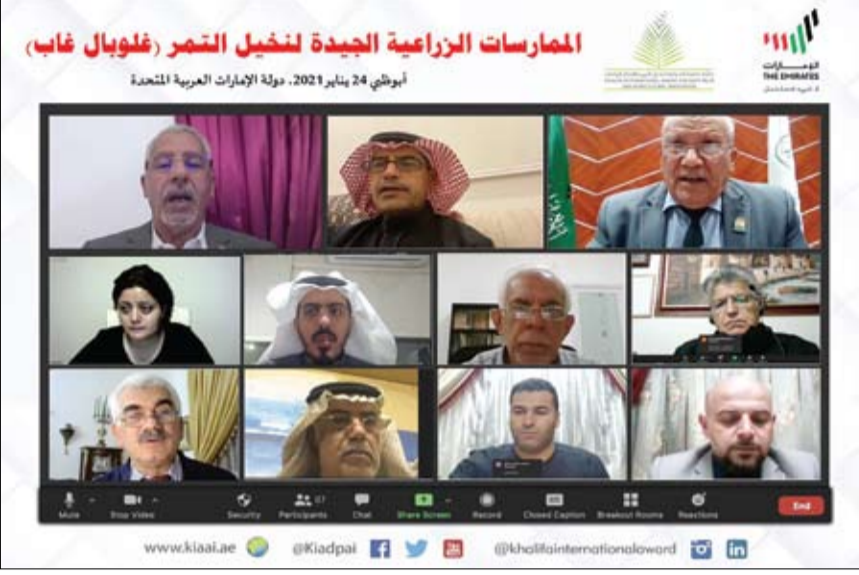 الممارسات الزراعية الجيدة لنخيل التمر (غلوبال غاب)
أبوظبي 24 يناير 2021، دولة الإمارات العربية المتحدة
الإمارات
THE EMIRATES
Mute
Stop Video
Security
Participants
Chat
Share Screen
Record
Closed Caption
Breakout Rooms
Reactions
End
www.kiaai.ae
@Kiadpai
@khalifainternationalaward